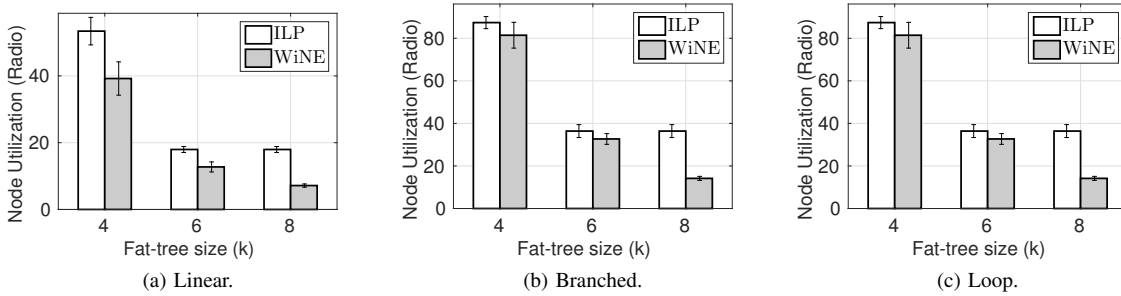 Node Utilization (Radio)
40
20
0
4
6
8
Fat-tree size (k)
ILP
WiNE
(a) Linear.
Node Utilization (Radio)
80
60
40
20
0
4
6
8
Fat-tree size (k)
ILP
WiNE
(b) Branched.
Node Utilization (Radio)
80
60
40
20
0
4
6
8
Fat-tree size (k)
ILP
WiNE
(c) Loop.